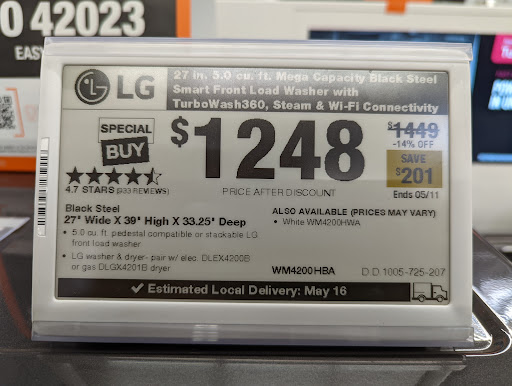 0 42023
EASY
LG
27 in. 5.0 cu. ft. Mega Capacity Black Steel
Smart Front Load Washer with
TurboWash360, Steam & Wi-Fi Connectivity
SPECIAL
BUY
$1248
$1449
-14% OFF
SAVE
$201
Ends 05/11
4.7 STARS (933 REVIEWS)
PRICE AFTER DISCOUNT
Black Steel
27" Wide X 39" High X 33.25" Deep
• 5.0 cu.ft. pedestal compatible or stackable LG
front load washer
• LG washer & dryer- pair w/ elec. DLEX4200B
or gas DLGX4201B dryer
ALSO AVAILABLE (PRICES MAY VARY)
• White WM4200HWA
WM4200HBA
D.D.1005-725-207
✓ Estimated Local Delivery: May 16